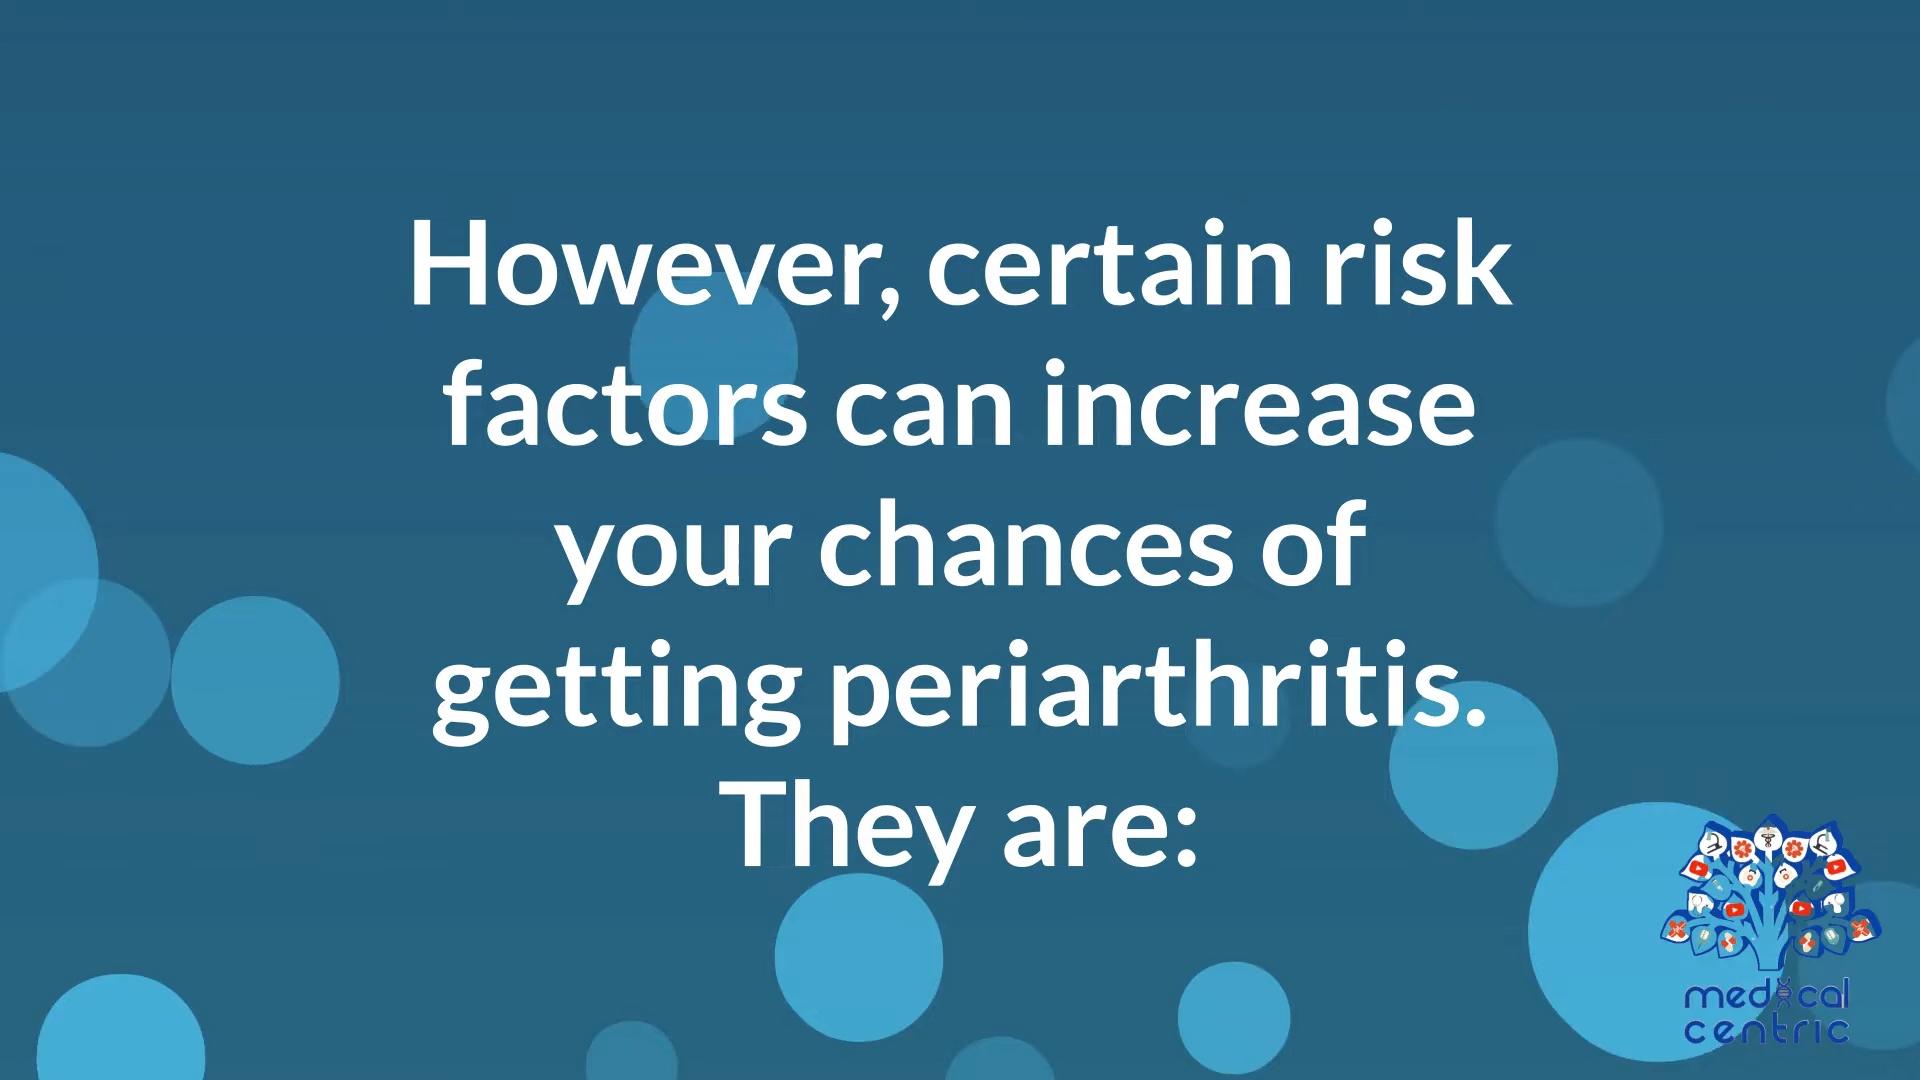 However, certain risk
factors can increase
your chances of
getting periarthritis.
They are:
medical
centric